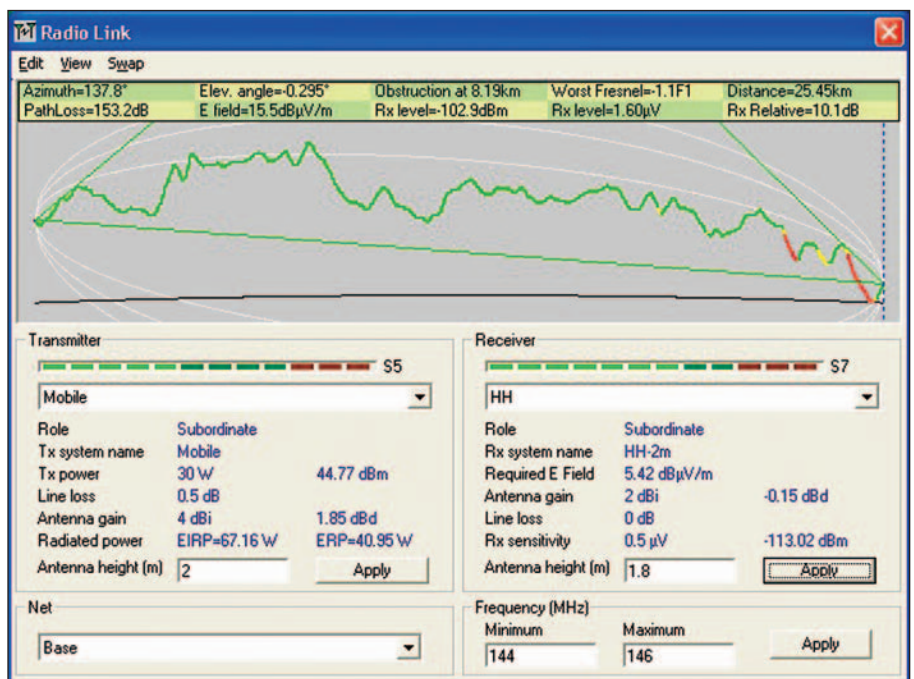 Radio Link
Edit View Swap
Azimuth=137.8° Elev. angle=-0.295° Obstruction at 8.19km Worst Fresnel=-1.1F1 Distance=25.45km
PathLoss=153.2dB E field=15.5dBµV/m Rx level=-102.9dBm Rx level=1.60µV Rx Relative=10.1dB
Transmitter
S5
Mobile
Role Subordinate
Tx system name Mobile
Tx power 30 W 44.77 dBm
Line loss 0.5 dB
Antenna gain 4 dBi 1.85 dBd
Radiated power EIRP=67.16 W ERP=40.95 W
Antenna height (m) 2 Apply
Receiver
S7
HH
Role Subordinate
Rx system name HH-2m
Required E Field 5.42 dBµV/m
Antenna gain 2 dBi -0.15 dBd
Line loss 0 dB
Rx sensitivity 0.5 µV -113.02 dBm
Antenna height (m) 1.8 Apply
Net
Base
Frequency (MHz)
Minimum Maximum
144 146 Apply